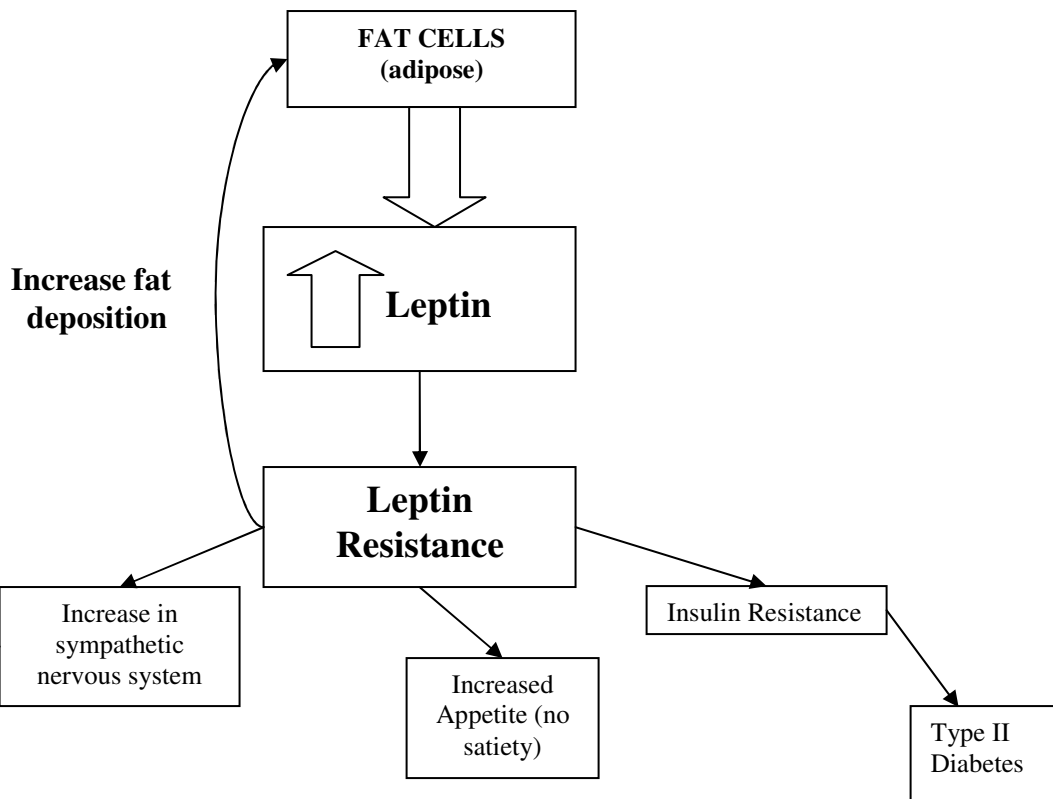 FAT CELLS
(adipose)
Increase fat
deposition
Leptin
Leptin
Resistance
Increase in
sympathetic
nervous system
Increased
Appetite (no
satiety)
Insulin Resistance
Type II
Diabetes